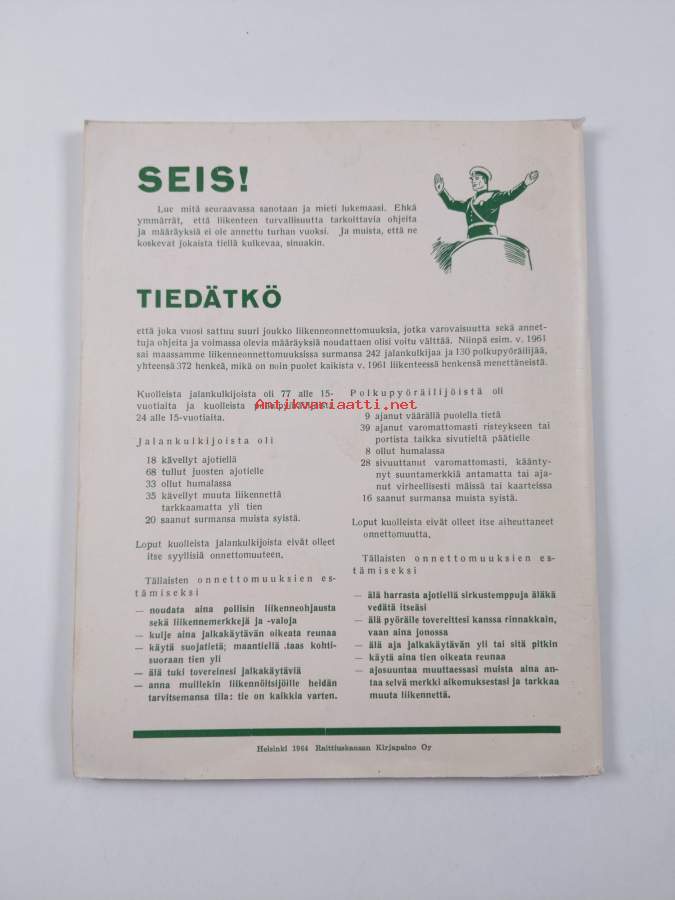 SEIS!
Lue mitä seuraavassa sanotaan ja mieti lukemaasi. Ehkä
ymmärrät, että liikenteen turvallisuutta tarkoittavia ohjeita
ja määräyksiä ei ole annettu turhan vuoksi. Ja muista, että ne
koskevat jokaista tiellä kulkevaa, sinuakin.
TIEDÄTKÖ
että joka vuosi sattuu suuri joukko liikenneonnettomuuksia, jotka varovaisuutta sekä annet-
tuja ohjeita ja voimassa olevia määräyksiä noudattaen olisi voitu välttää. Niinpä esim. v. 1961
sai maassamme liikenneonnettomuuksissa surmansa 242 jalankulkijaa ja 130 polkupyöräilijää,
yhteensä 372 henkeä, mikä on noin puolet kaikista v. 1961 liikenteessä henkensä menettäneistä.
Kuolleista jalankulkijoista oli 77 alle 15-
vuotiaita ja kuolleista
24 alle 15-vuotiaita.
Jalankulkijoista oli
18 kävellyt ajotiellä
68 tullut juosten ajotielle
33 ollut humalassa
35 kävellyt muuta liikennettä
tarkkaamatta yli tien
20 saanut surmansa muista syistä.
Loput kuolleista jalankulkijoista eivät olleet
itse syyllisiä onnettomuuteen.
Tällaisten onnettomuuksien es-
tämiseksi
— noudata aina poliisin liikenneohjausta
sekä liikennemerkkejä ja -valoja
— kulje aina jalkakäytävän oikeata reunaa
— käytä suojatietä; maantiellä .taas kohti-
suoraan tien yli
— älä tuki tovereinesi jalkakäytäviä
— anna muillekin liikennöitsijöille heidän
tarvitsemansa tila: tie on kaikkia varten.
Polkupyöräilijöistä oli
9 ajanut väärällä puolella tietä
39 ajanut varomattomasti risteykseen tai
portista taikka sivutieltä päätielle
8 ollut humalassa
28 sivuuttanut varomattomasti, käänty-
nyt suuntamerkkiä antamatta tai aja-
nut virheellisesti mäissä tai kaarteissa
16 saanut surmansa muista syistä.
Loput kuolleista eivät olleet itse aiheuttaneet
onnettomuutta.
Tällaisten onnettomuuksien es-
tämiseksi
— älä harrasta ajotiellä sirkustemppuja äläkä
vedätä itseäsi
— älä pyöräile tovereittesi kanssa rinnakkain,
vaan aina jonossa
— älä aja jalkakäytävän yli tai sitä pitkin
— käytä aina tien oikeata reunaa
— ajosuuntaa muuttaessasi muista aina an-
taa selvä merkki aikomuksestasi ja tarkkaa
muuta liikennettä.
Helsinki 1964 Raittiuskansan Kirjapaino Oy
Antikvariaatti.net